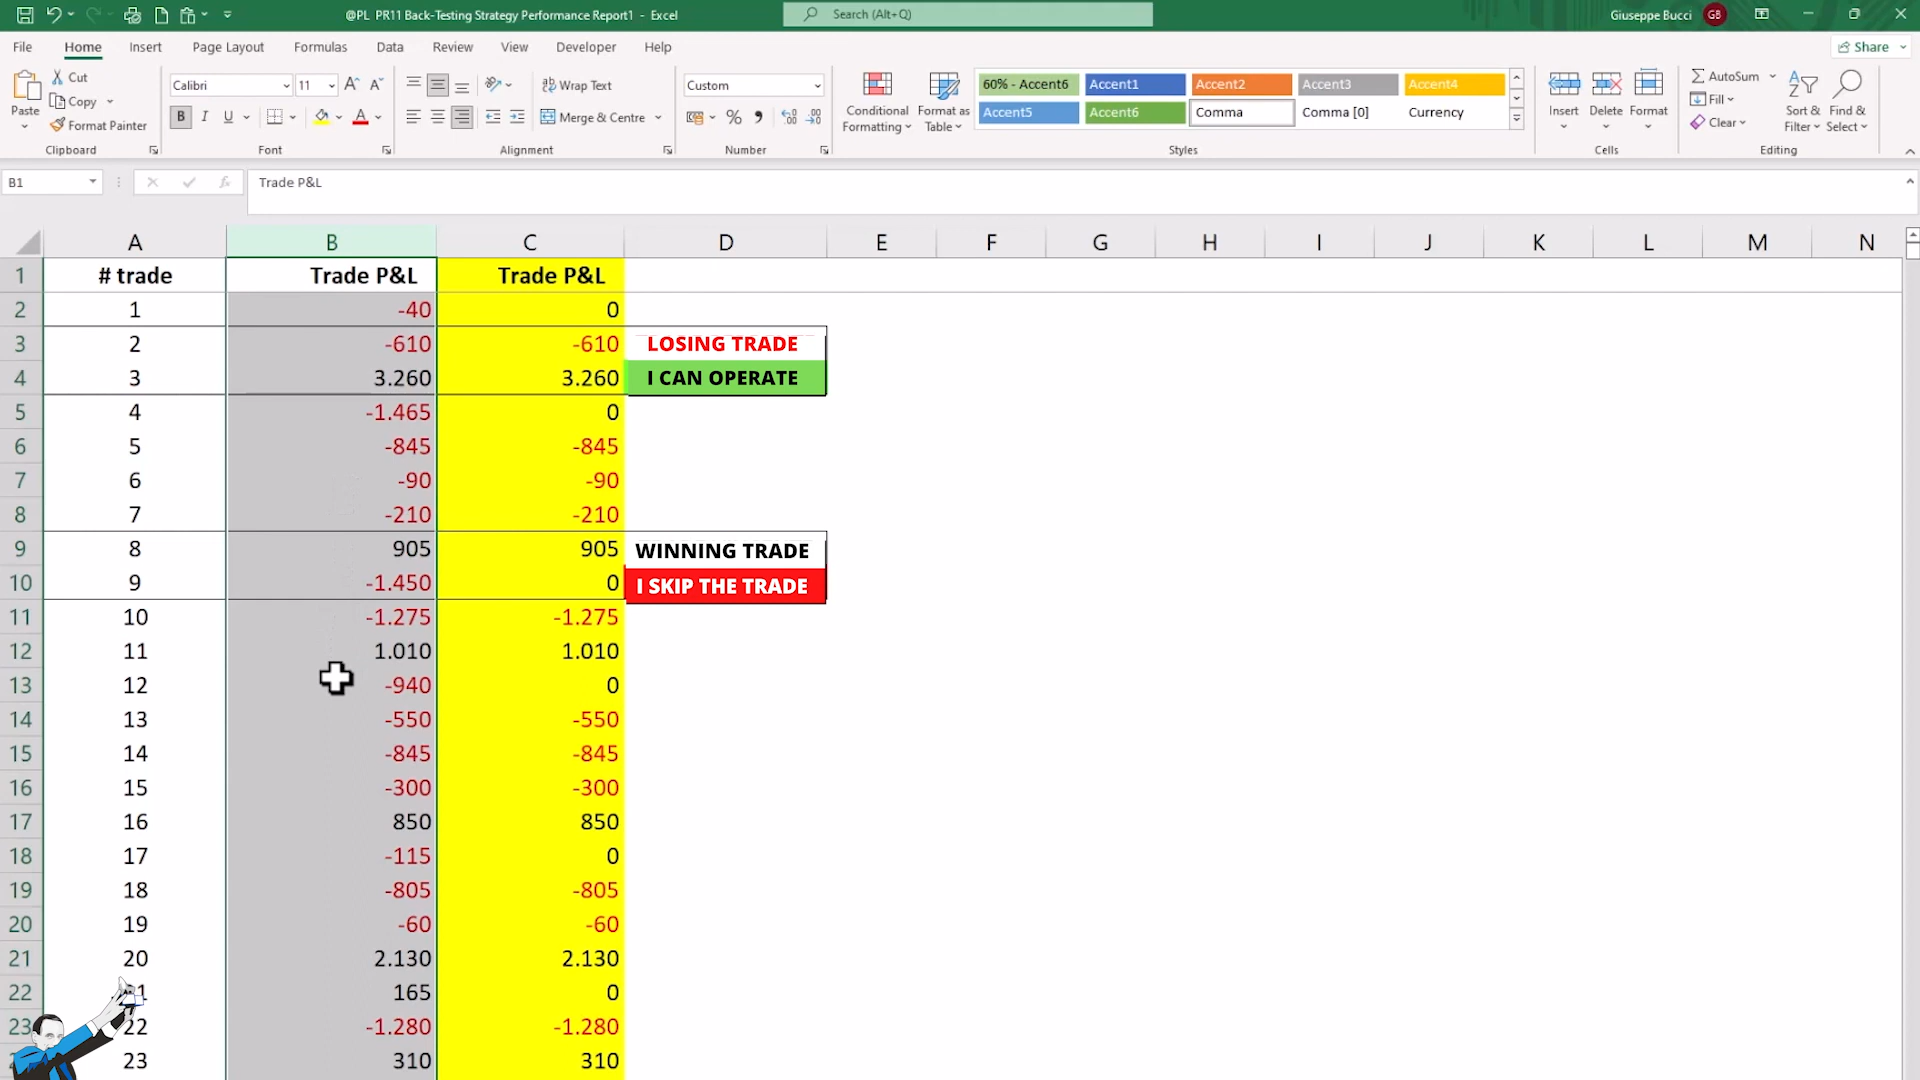 @PL PR11 Back-Testing Strategy Performance Report1 - Excel
Search (Alt+Q)
Giuseppe Bucci GB
File Home Insert Page Layout Formulas Data Review View Developer Help Share
Paste
Cut
Copy
Format Painter
Clipboard
Calibri 11
B I U
Font
Wrap Text
Merge & Centre
Alignment
Custom
Number
Conditional Formatting
Format as Table
60% - Accent6 Accent1 Accent2 Accent3 Accent4
Accent5 Accent6 Comma Comma [0] Currency
Styles
Insert Delete Format
Cells
AutoSum
Fill
Clear
Sort & Filter
Find & Select
Editing
B1 fx Trade P&L
A B C D E F G H I J K L M N
1 # trade Trade P&L Trade P&L
2 1 -40 0
3 2 -610 -610 LOSING TRADE
4 3 3.260 3.260 I CAN OPERATE
5 4 -1.465 0
6 5 -845 -845
7 6 -90 -90
8 7 -210 -210
9 8 905 905 WINNING TRADE
10 9 -1.450 0 I SKIP THE TRADE
11 10 -1.275 -1.275
12 11 1.010 1.010
13 12 -940 0
14 13 -550 -550
15 14 -845 -845
16 15 -300 -300
17 16 850 850
18 17 -115 0
19 18 -805 -805
20 19 -60 -60
21 20 2.130 2.130
22 165 0
23 22 -1.280 -1.280
23 310 310